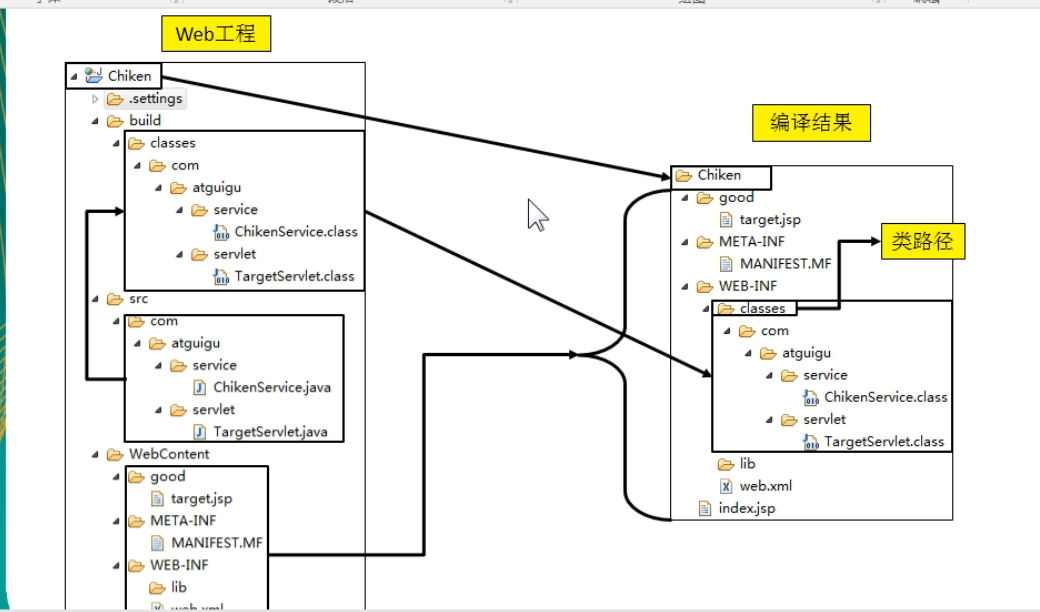 Web工程
Chiken
.settings
build
classes
com
atguigu
service
ChikenService.class
servlet
TargetServlet.class
src
com
atguigu
service
ChikenService.java
servlet
TargetServlet.java
WebContent
good
target.jsp
META-INF
MANIFEST.MF
WEB-INF
lib
web.xml
编译结果
Chiken
good
target.jsp
META-INF
MANIFEST.MF
WEB-INF
classes
类路径
com
atguigu
service
ChikenService.class
servlet
TargetServlet.class
lib
web.xml
index.jsp